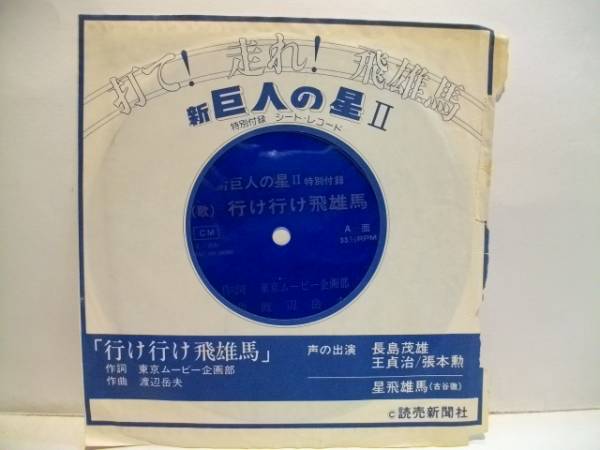 打て! 走れ! 飛雄馬
新巨人の星II
特別付録 シート・レコード
新巨人の星II 特別付録
(歌) 行け行け飛雄馬
CM
A面
33⅓RPM
作詞 東京ムービー企画部
渡辺岳
「行け行け飛雄馬」
作詞 東京ムービー企画部
作曲 渡辺岳夫
声の出演 長島茂雄
王貞治/張本勲
星飛雄馬(古谷徹)
©読売新聞社